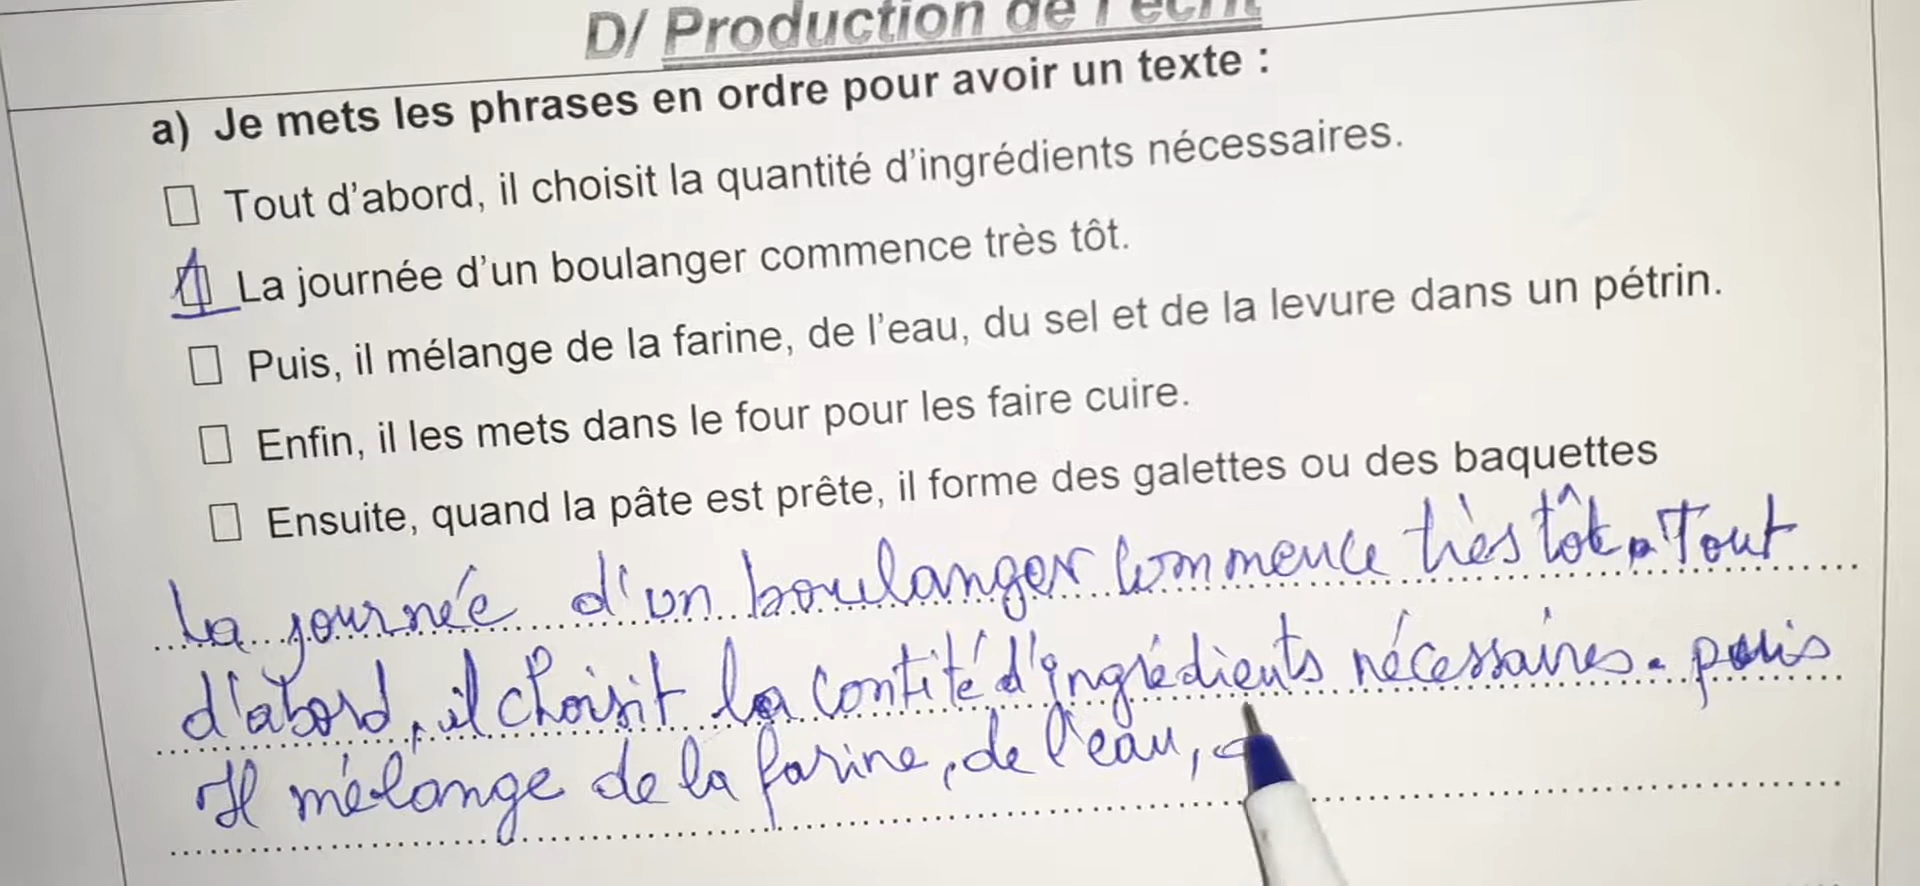 D/ Production de l'écrit
a) Je mets les phrases en ordre pour avoir un texte :
Tout d'abord, il choisit la quantité d'ingrédients nécessaires.
1 La journée d'un boulanger commence très tôt.
Puis, il mélange de la farine, de l'eau, du sel et de la levure dans un pétrin.
Enfin, il les mets dans le four pour les faire cuire.
Ensuite, quand la pâte est prête, il forme des galettes ou des baquettes
La journée d'un boulanger commence très tôt. Tout
d'abord, il choisit la contité d'ingrédients nécessaires. puis
Il mélange de la farine, de l'eau,